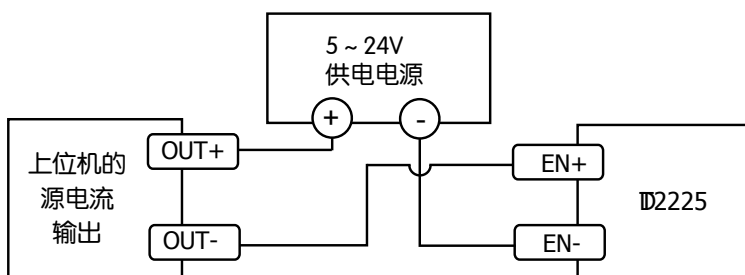 5～24V
供电电源
+
-
上位机的
源电流
输出
OUT+
OUT-
EN+
EN-